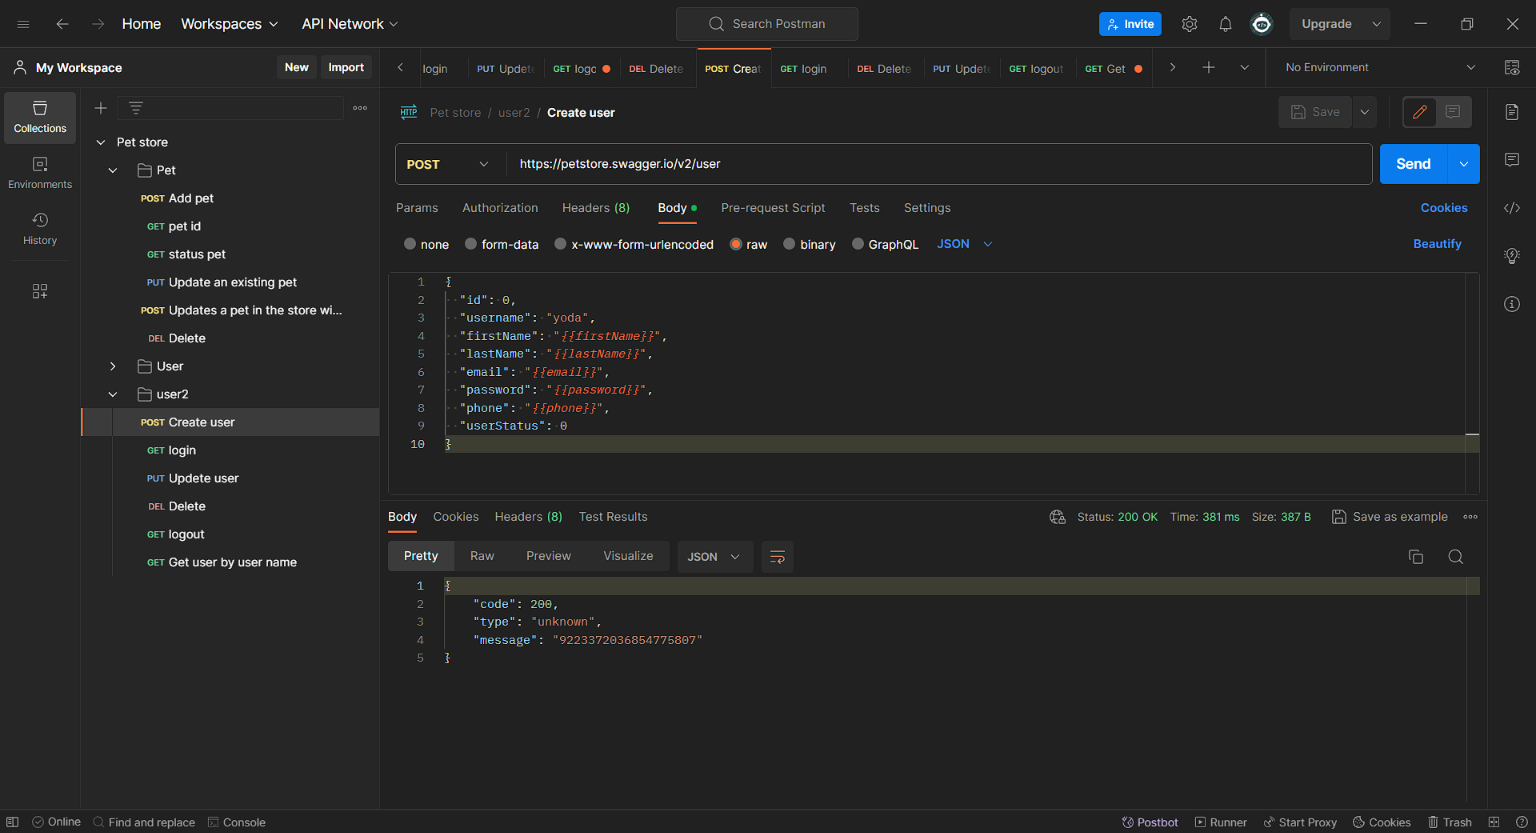 Home Workspaces API Network Search Postman Invite Upgrade
My Workspace New Import login PUT Updet GET logo DEL Delete POST Creat GET login DEL Delete PUT Updet GET logout GET Get No Environment
Collections
Environments
History
Pet store
Pet
POST Add pet
GET pet id
GET status pet
PUT Update an existing pet
POST Updates a pet in the store wi...
DEL Delete
User
user2
POST Create user
GET login
PUT Updete user
DEL Delete
GET logout
GET Get user by user name
HTTP Pet store / user2 / Create user Save
POST https://petstore.swagger.io/v2/user Send
Params Authorization Headers (8) Body Pre-request Script Tests Settings Cookies
none form-data x-www-form-urlencoded raw binary GraphQL JSON Beautify
1 {
2 "id": 0,
3 "username": "yoda",
4 "firstName": "{{firstName}}",
5 "lastName": "{{lastName}}",
6 "email": "{{email}}",
7 "password": "{{password}}",
8 "phone": "{{phone}}",
9 "userStatus": 0
10 }
Body Cookies Headers (8) Test Results Status: 200 OK Time: 381 ms Size: 387 B Save as example
Pretty Raw Preview Visualize JSON
1 {
2 "code": 200,
3 "type": "unknown",
4 "message": "9223372036854775807"
5 }
Online Find and replace Console Postbot Runner Start Proxy Cookies Trash